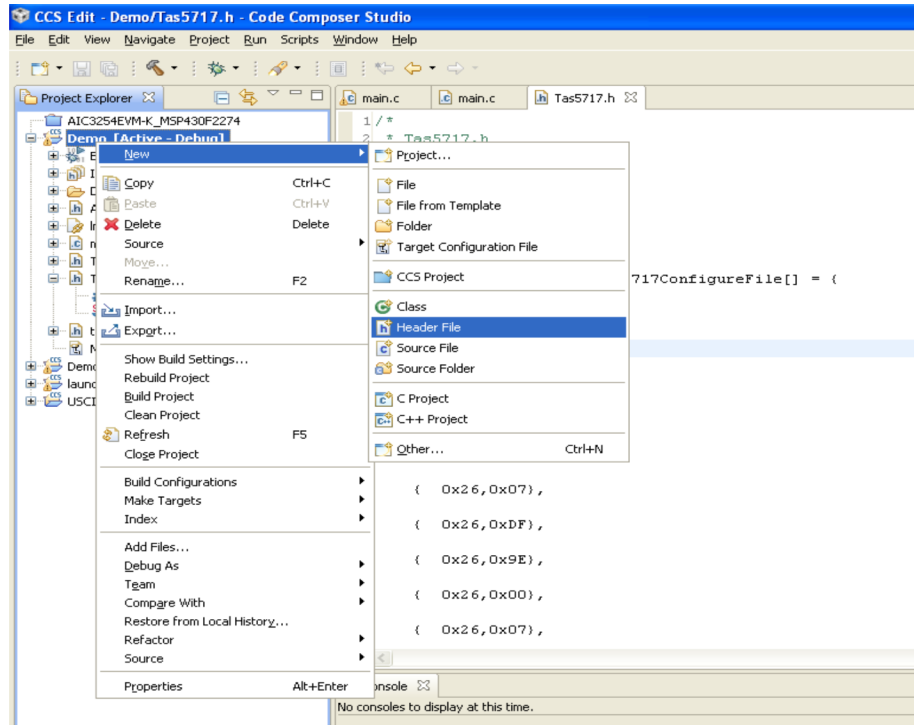 CCS Edit - Demo/Tas5717.h - Code Composer Studio
File Edit View Navigate Project Run Scripts Window Help
Project Explorer
main.c
main.c
Tas5717.h
AIC3254EVM-K_MSP430F2274
Demo [Active - Debug]
1 /*
2 * Tas5717.h
717ConfigureFile[] = {
Demo
launc
USCI
New
Copy Ctrl+C
Paste Ctrl+V
Delete Delete
Source
Move...
Rename... F2
Import...
Export...
Show Build Settings...
Rebuild Project
Build Project
Clean Project
Refresh F5
Close Project
Build Configurations
Make Targets
Index
Add Files...
Debug As
Team
Compare With
Restore from Local History...
Refactor
Source
Properties Alt+Enter
Project...
File
File from Template
Folder
Target Configuration File
CCS Project
Class
Header File
Source File
Source Folder
C Project
C++ Project
Other... Ctrl+N
{ 0x26,0x07},
{ 0x26,0xDF},
{ 0x26,0x9E},
{ 0x26,0x00},
{ 0x26,0x07},
onsole
No consoles to display at this time.